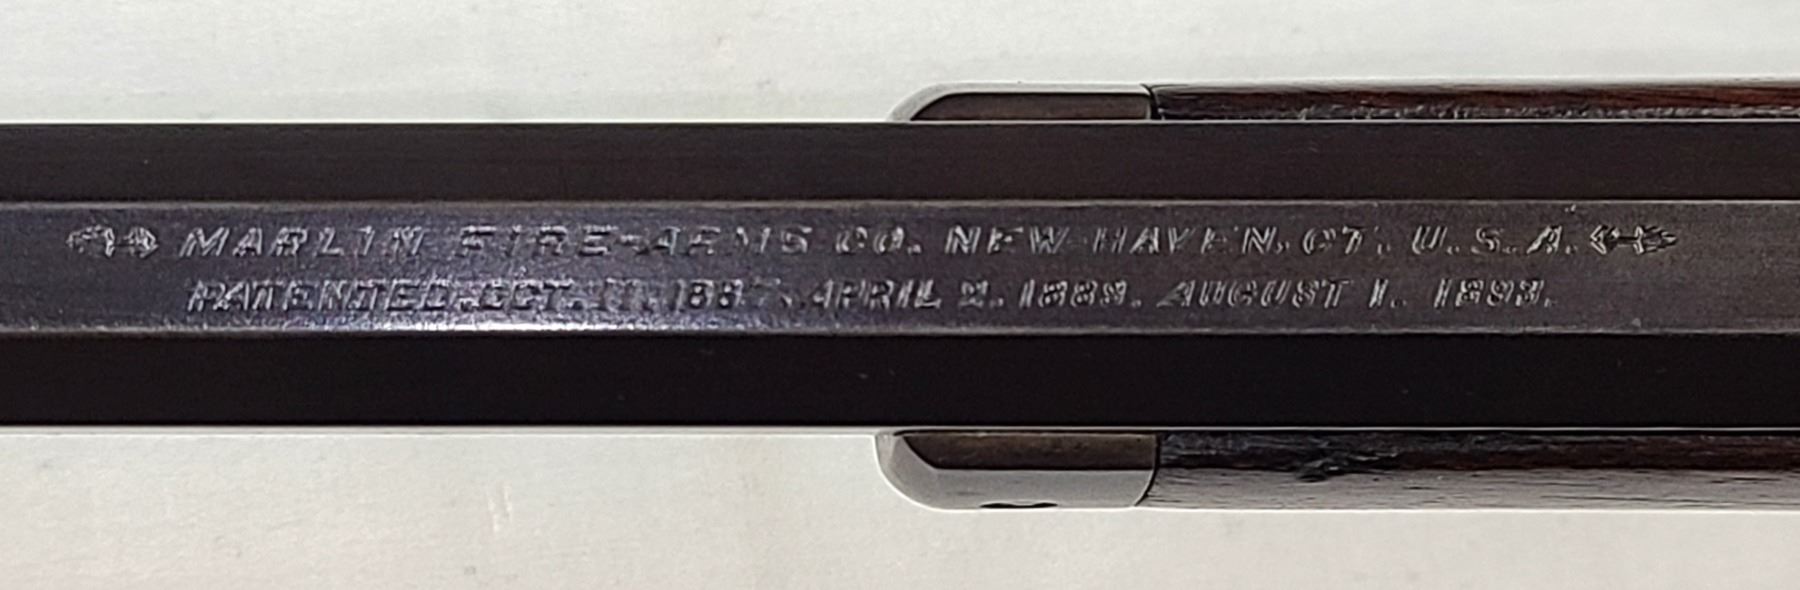 MARLIN FIRE-ARMS CO. NEW-HAVEN. CT. U.S.A.
PATENTED. OCT. 11. 1887. APRIL 2. 1889. AUGUST 1. 1893.